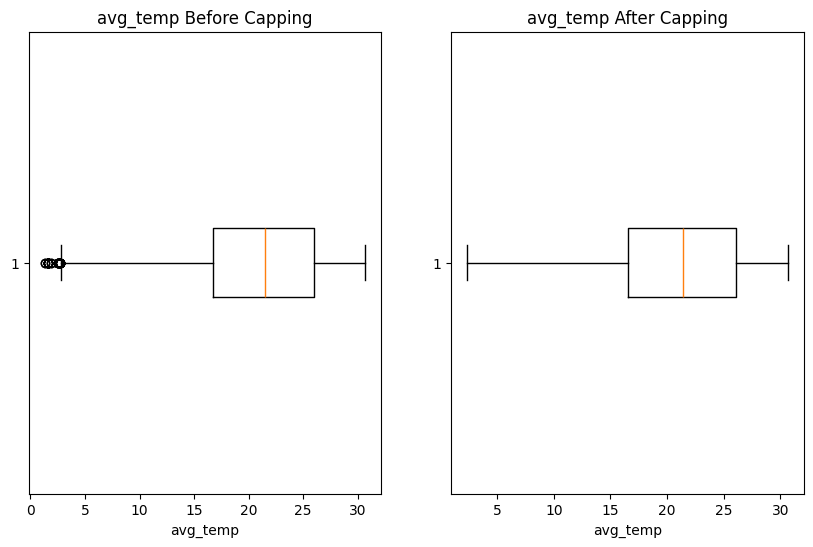 avg_temp Before Capping
1
0 5 10 15 20 25 30
avg_temp
avg_temp After Capping
1
5 10 15 20 25 30
avg_temp